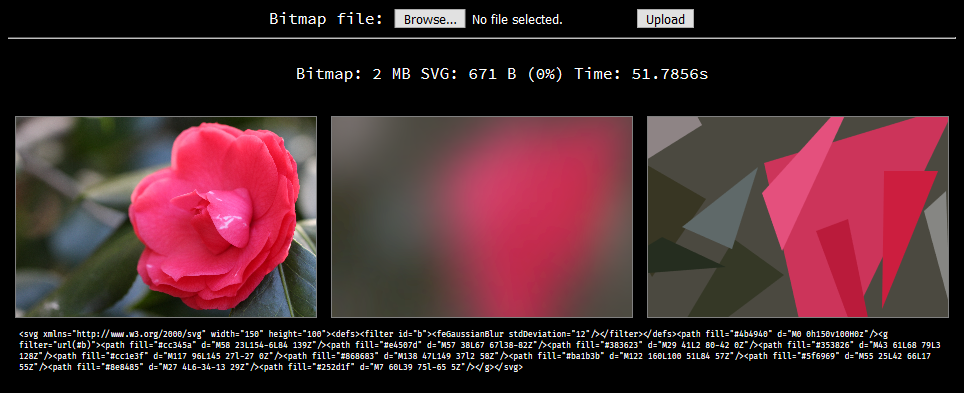 Bitmap file: Browse... No file selected. Upload
Bitmap: 2 MB SVG: 671 B (0%) Time: 51.7856s
<svg xmlns="http://www.w3.org/2000/svg" width="150" height="100"><defs><filter id="b"><feGaussianBlur stdDeviation="12"/></filter></defs><path fill="#4b4940" d="M0 0h150v100H0z"/><g
filter="url(#b)"><path fill="#cc345a" d="M58 23L154-6L84 139Z"/><path fill="#e4507d" d="M57 38L67 67l38-82Z"/><path fill="#383623" d="M29 41L2 80-42 0Z"/><path fill="#353826" d="M43 61L68 79L3
128Z"/><path fill="#cc1e3f" d="M117 96L145 27l-27 0Z"/><path fill="#868683" d="M138 47L149 37l2 58Z"/><path fill="#ba1b3b" d="M122 160L100 51L84 57Z"/><path fill="#5f6969" d="M55 25L42 66L17
55Z"/><path fill="#8e8485" d="M27 4L6-34-13 29Z"/><path fill="#252d1f" d="M7 60L39 75l-65 5Z"/></g></svg>